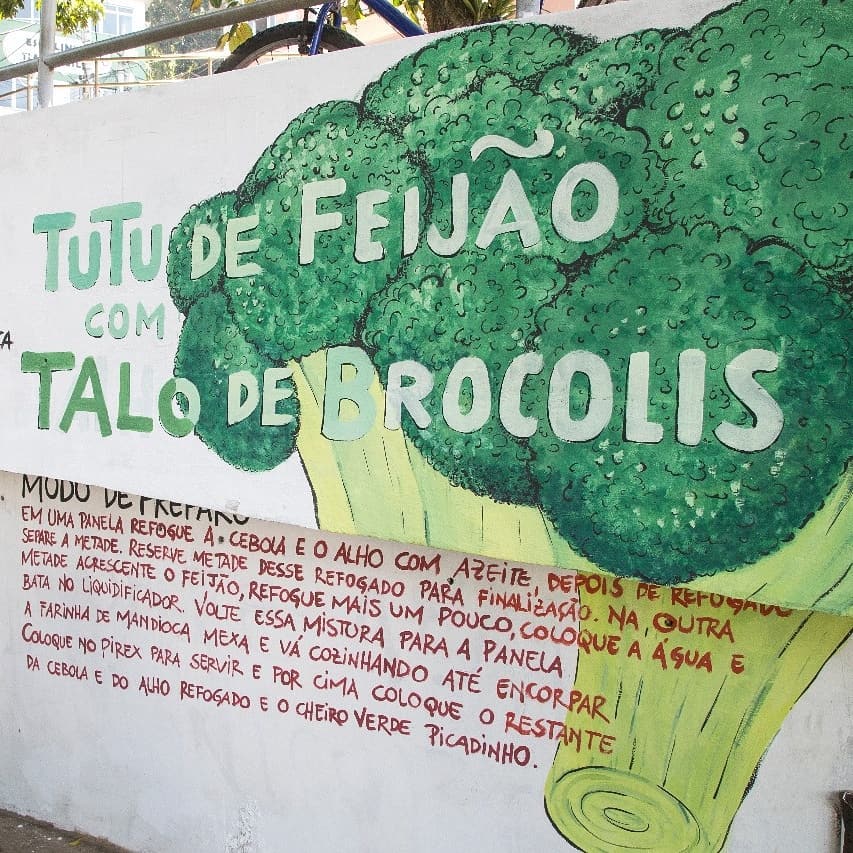 TUTU DE FEIJÃO
COM
TALO DE BROCOLIS
MODO DE PREPARO
EM UMA PANELA REFOGUE A CEBOLA E O ALHO COM AZEITE, DEPOIS DE REFOGADO
SEPARE A METADE. RESERVE METADE DESSE REFOGADO PARA FINALIZAÇÃO. NA OUTRA
METADE ACRESCENTE O FEIJÃO, REFOGUE MAIS UM POUCO, COLOQUE A ÁGUA E
BATA NO LIQUIDIFICADOR. VOLTE ESSA MISTURA PARA A PANELA
A FARINHA DE MANDIOCA MEXA E VÁ COZINHANDO ATÉ ENCORPAR
COLOQUE NO PIREX PARA SERVIR E POR CIMA COLOQUE O RESTANTE
DA CEBOLA E DO ALHO REFOGADO E O CHEIRO VERDE PICADINHO.